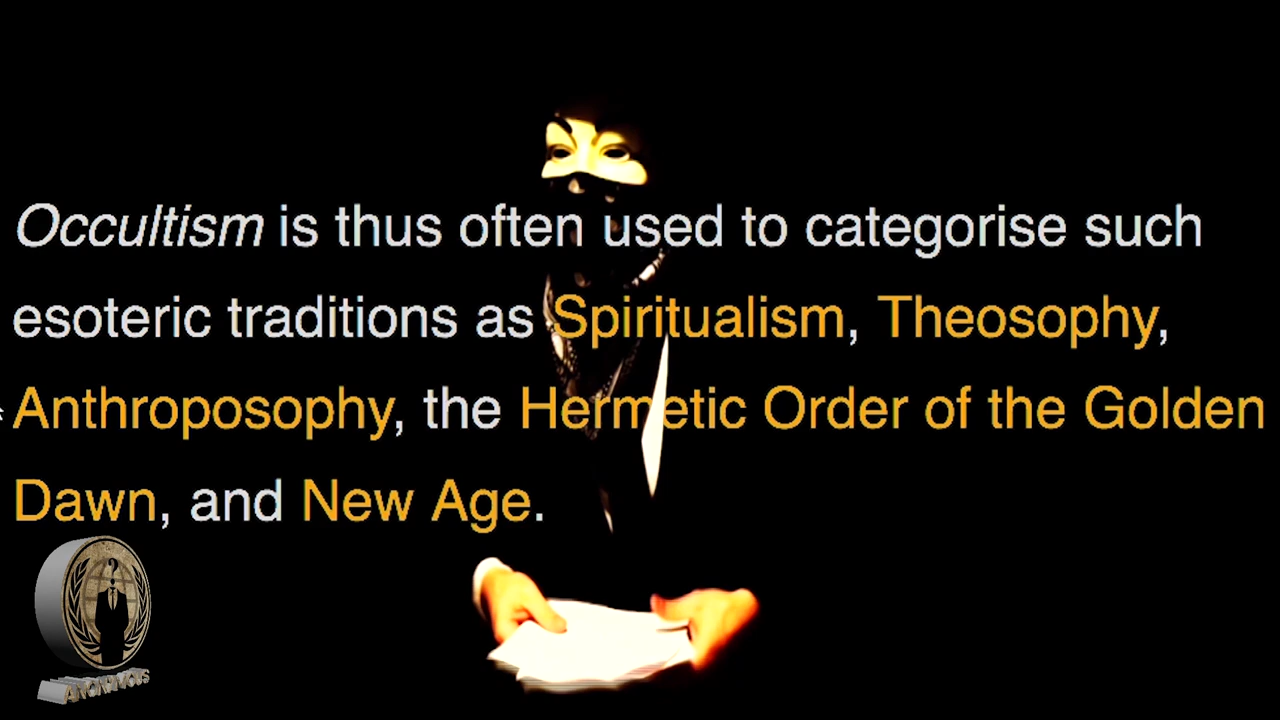 Occultism is thus often used to categorise such
esoteric traditions as Spiritualism, Theosophy,
Anthroposophy, the Hermetic Order of the Golden
Dawn, and New Age.
ANONYMOUS